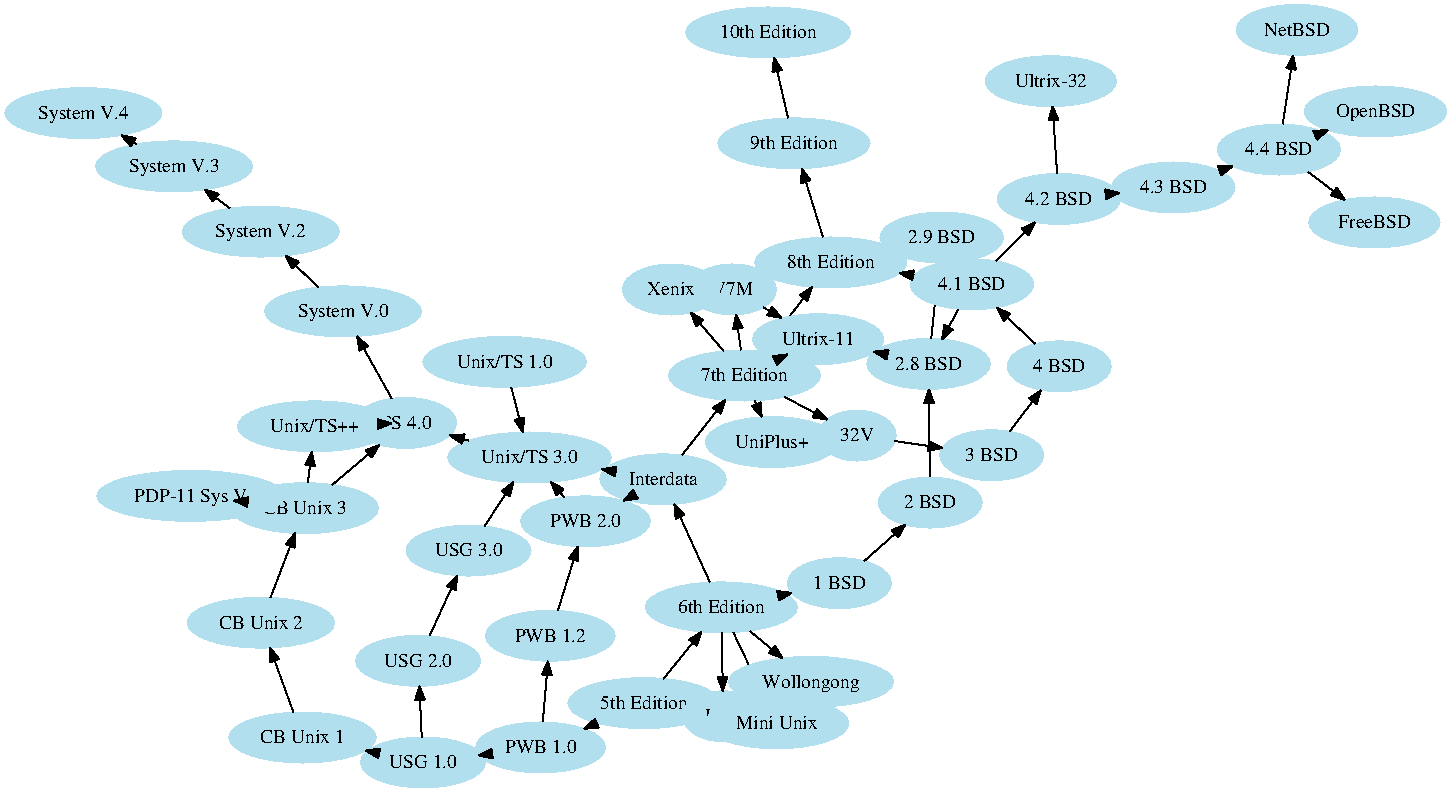 10th Edition
NetBSD
Ultrix-32
System V.4
OpenBSD
9th Edition
4.4 BSD
System V.3
4.3 BSD
4.2 BSD
FreeBSD
System V.2
2.9 BSD
8th Edition
4.1 BSD
Xenix
/7M
System V.0
Ultrix-11
Unix/TS 1.0
2.8 BSD
4 BSD
7th Edition
Unix/TS++
S 4.0
UniPlus+
32V
3 BSD
Unix/TS 3.0
Interdata
PDP-11 Sys V
CB Unix 3
2 BSD
PWB 2.0
USG 3.0
1 BSD
6th Edition
CB Unix 2
PWB 1.2
USG 2.0
Wollongong
5th Edition
Mini Unix
CB Unix 1
PWB 1.0
USG 1.0